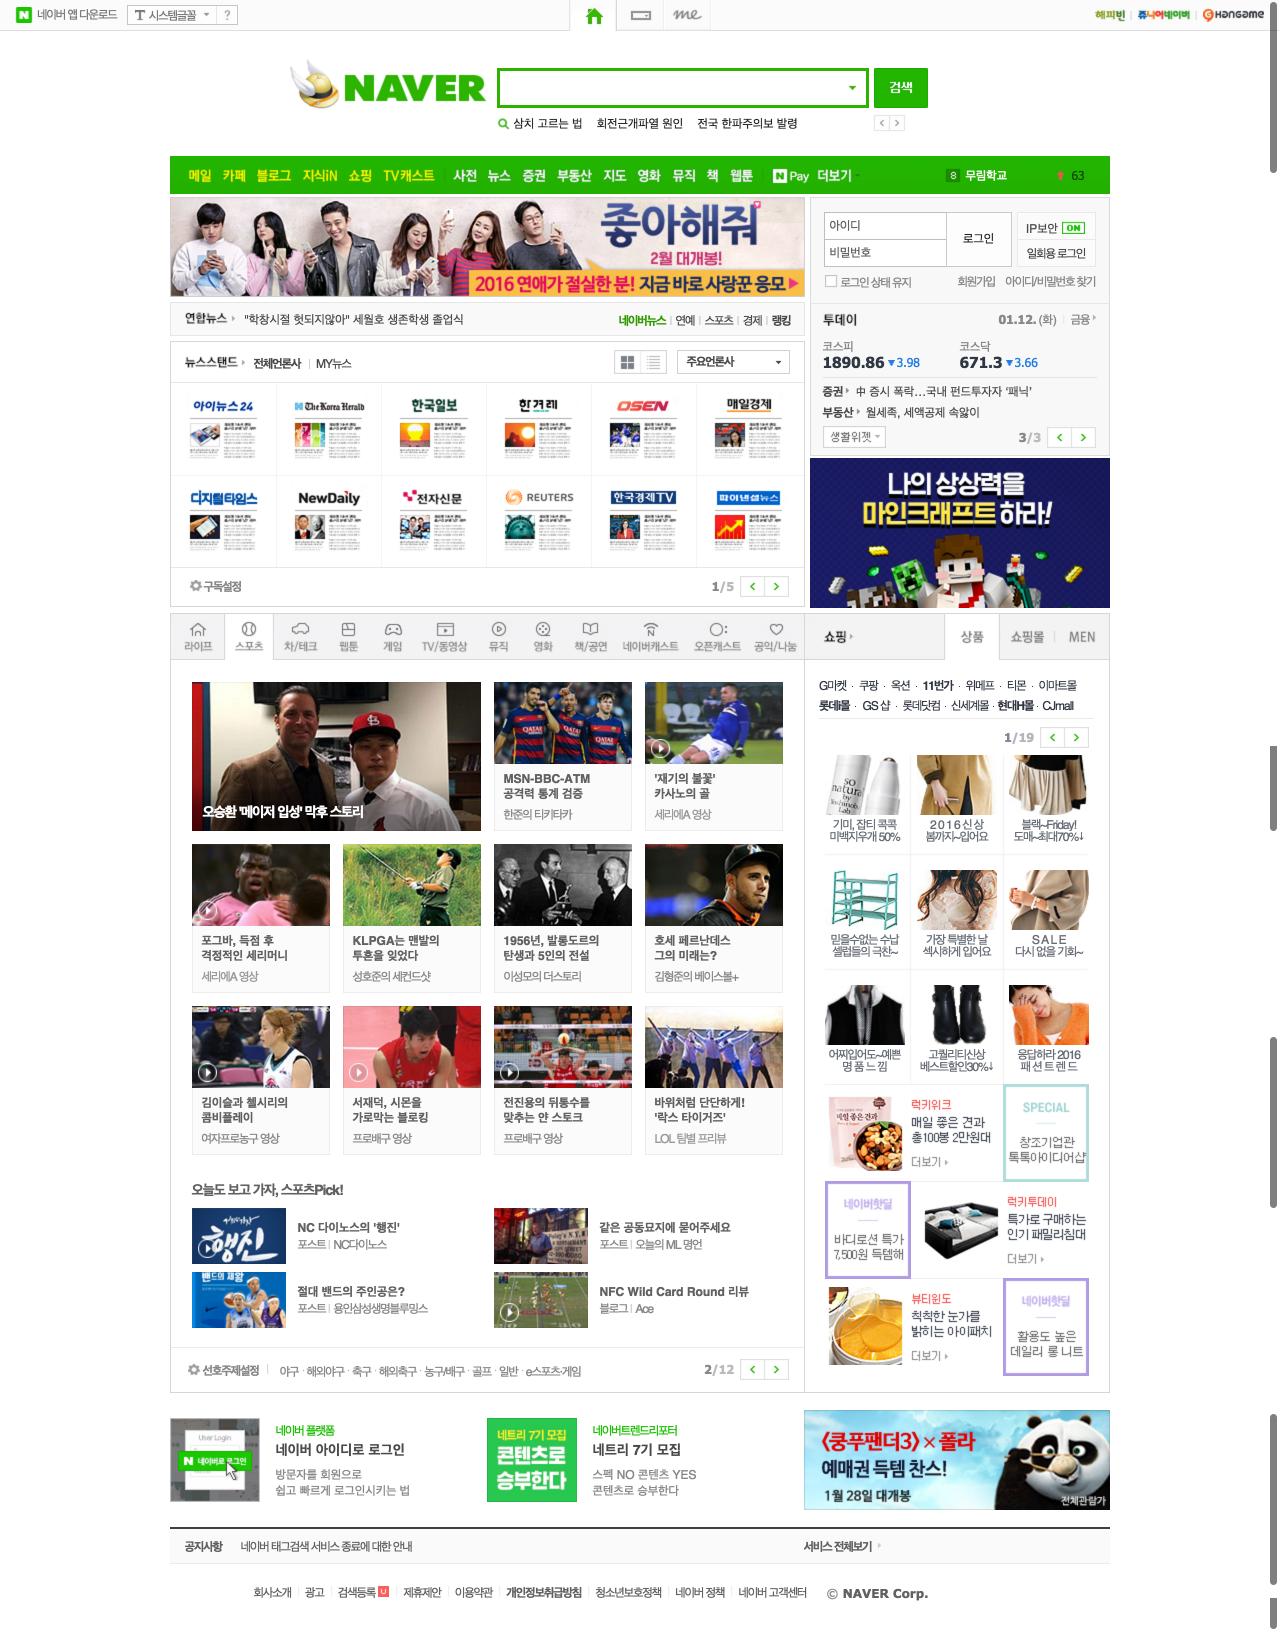 네이버 앱 다운로드
시스템글꼴 ?
me
해피빈 쥬니어네이버 HANGAME
NAVER
검색
삼치 고르는 법 회전근개파열 원인 전국 한파주의보 발령
메일 카페 블로그 지식iN 쇼핑 TV캐스트 사전 뉴스 증권 부동산 지도 영화 뮤직 책 웹툰 N Pay 더보기
8 무림학교 63
좋아해줘
2월 대개봉!
2016 연애가 절실한 분! 지금 바로 사랑꾼 응모
아이디
비밀번호
로그인
IP보안 ON
일회용 로그인
로그인 상태 유지 회원가입 아이디/비밀번호 찾기
연합뉴스 "학창시절 헛되지않아" 세월호 생존학생 졸업식
네이버뉴스 연예 스포츠 경제 랭킹
투데이 01.12.(화) 금융
코스피 코스닥
1890.86 ▼3.98 671.3 ▼3.66
증권 中 증시 폭락...국내 펀드투자자 '패닉'
부동산 월세족, 세액공제 속앓이
생활위젯 3/3
뉴스스탠드 전체언론사 MY뉴스
주요언론사
아이뉴스24 The Korea Herald 한국일보 한겨레 OSEN 매일경제
디지털타임스 NewDaily 전자신문 REUTERS 한국경제TV 파이낸셜뉴스
구독설정 1/5
나의 상상력을
마인크래프트 하라!
라이프 스포츠 차/테크 웹툰 게임 TV/동영상 뮤직 영화 책/공연 네이버캐스트 오픈캐스트 공익/나눔
오승환 '메이저 입성' 막후 스토리
MSN-BBC-ATM
공격력 통계 검증
한준의 티키타카
'재기의 불꽃'
카사노의 골
세리에A 영상
포그바, 득점 후
격정적인 세리머니
세리에A 영상
KLPGA는 맨발의
투혼을 잊었다
성호준의 세컨드샷
1956년, 발롱도르의
탄생과 5인의 전설
이성모의 더스토리
호세 페르난데스
그의 미래는?
김형준의 베이스볼+
김이슬과 첼시리의
콤비플레이
여자프로농구 영상
서재덕, 시몬을
가로막는 블로킹
프로배구 영상
전진용의 뒤통수를
맞추는 얀 스토크
프로배구 영상
바위처럼 단단하게!
'락스 타이거즈'
LOL 팀별 프리뷰
오늘도 보고 가자, 스포츠Pick!
행진
NC 다이노스의 '행진'
포스트 NC다이노스
같은 공동묘지에 묻어주세요
포스트 오늘의 ML 명언
밴드의 제왕
절대 밴드의 주인공은?
포스트 용인삼성생명블루밍스
NFC Wild Card Round 리뷰
블로그 Ace
선호주제설정 야구 · 해외야구 · 축구 · 해외축구 · 농구/배구 · 골프 · 일반 · e스포츠·게임 2/12
쇼핑 상품 쇼핑몰 MEN
G마켓 · 쿠팡 · 옥션 · 11번가 · 위메프 · 티몬 · 이마트몰
롯데i몰 · GS 샵 · 롯데닷컴 · 신세계몰 · 현대H몰 · CJmall
1/19
so
natura
by
Lab
기미, 잡티 콕콕
미백지우개 50%
2016신상
봄까지~입어요
블랙~Friday!
도매~최대70%↓
믿을수없는 수납
셀럽들의 극찬~
가장 특별한 날
섹시하게 입어요
SALE
다시 없을 기회~
어찌입어도~예쁜
명품느낌
고퀄리티신상
베스트할인30%↓
응답하라 2016
패션트렌드
매일 좋은 견과
럭키위크
매일 좋은 견과
총100봉 2만원대
더보기
SPECIAL
창조기업관
톡톡아이디어샵
네이버핫딜
바디로션 특가
7,500원 득템해
럭키투데이
특가로 구매하는
인기 패밀리침대
더보기
뷰티윈도
칙칙한 눈가를
밝히는 아이패치
더보기
네이버핫딜
활용도 높은
데일리 롱 니트
User Login
N 네이버로 로그인
네이버 플랫폼
네이버 아이디로 로그인
방문자를 회원으로
쉽고 빠르게 로그인시키는 법
네트리 7기 모집
콘텐츠로
승부한다
네이버트렌드리포터
네트리 7기 모집
스펙 NO 콘텐츠 YES
콘텐츠로 승부한다
<쿵푸팬더3> × 폴라
예매권 득템 찬스!
1월 28일 대개봉
전체관람가
공지사항 네이버 태그검색 서비스 종료에 대한 안내 서비스 전체보기
회사소개 광고 검색등록 U 제휴제안 이용약관 개인정보취급방침 청소년보호정책 네이버 정책 네이버 고객센터 © NAVER Corp.